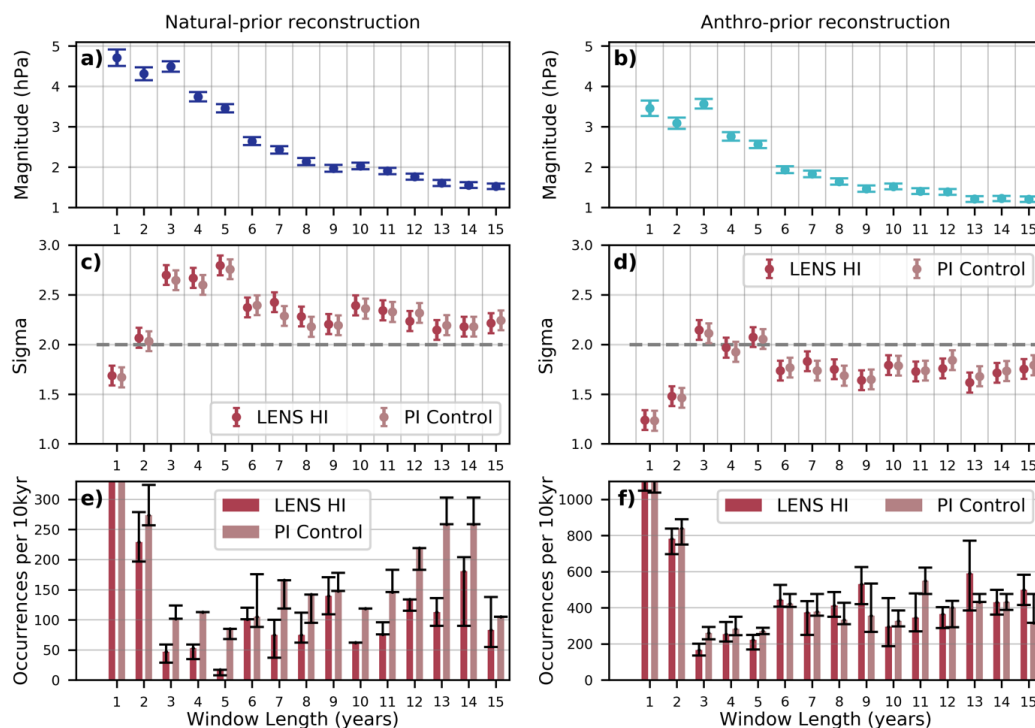 Natural-prior reconstruction
Anthro-prior reconstruction
a)
Magnitude (hPa)
5
4
3
2
1
1 2 3 4 5 6 7 8 9 10 11 12 13 14 15
b)
Magnitude (hPa)
5
4
3
2
1
1 2 3 4 5 6 7 8 9 10 11 12 13 14 15
c)
Sigma
3.0
2.5
2.0
1.5
1.0
LENS HI PI Control
1 2 3 4 5 6 7 8 9 10 11 12 13 14 15
d)
Sigma
3.0
2.5
2.0
1.5
1.0
LENS HI PI Control
1 2 3 4 5 6 7 8 9 10 11 12 13 14 15
e)
Occurrences per 10kyr
300
250
200
150
100
50
0
LENS HI
PI Control
1 2 3 4 5 6 7 8 9 10 11 12 13 14 15
Window Length (years)
f)
Occurrences per 10kyr
1000
800
600
400
200
0
LENS HI PI Control
1 2 3 4 5 6 7 8 9 10 11 12 13 14 15
Window Length (years)